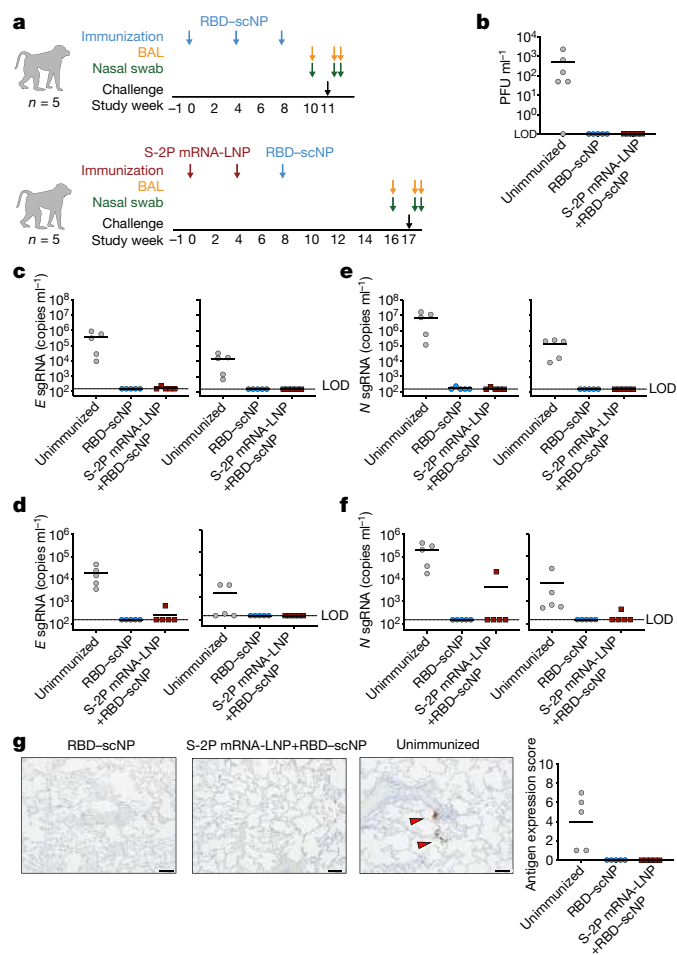 a
RBD–scNP
Immunization
BAL
Nasal swab
Challenge
Study week
−1 0 2 4 6 8 10 11
n = 5
S-2P mRNA-LNP RBD–scNP
Immunization
BAL
Nasal swab
Challenge
Study week
−1 0 2 4 6 8 10 12 14 16 17
n = 5
b
PFU ml⁻¹
10⁴
10³
10²
10¹
10⁰
LOD
Unimmunized
RBD–scNP
S-2P mRNA-LNP
+RBD–scNP
c
E sgRNA (copies ml⁻¹)
10⁸
10⁷
10⁶
10⁵
10⁴
10³
10²
LOD
Unimmunized
RBD–scNP
S-2P mRNA-LNP
+RBD–scNP
Unimmunized
RBD–scNP
S-2P mRNA-LNP
+RBD–scNP
e
N sgRNA (copies ml⁻¹)
10⁸
10⁷
10⁶
10⁵
10⁴
10³
10²
LOD
Unimmunized
RBD–scNP
S-2P mRNA-LNP
+RBD–scNP
Unimmunized
RBD–scNP
S-2P mRNA-LNP
+RBD–scNP
d
E sgRNA (copies ml⁻¹)
10⁶
10⁵
10⁴
10³
10²
LOD
Unimmunized
RBD–scNP
S-2P mRNA-LNP
+RBD–scNP
Unimmunized
RBD–scNP
S-2P mRNA-LNP
+RBD–scNP
f
N sgRNA (copies ml⁻¹)
10⁶
10⁵
10⁴
10³
10²
LOD
Unimmunized
RBD–scNP
S-2P mRNA-LNP
+RBD–scNP
Unimmunized
RBD–scNP
S-2P mRNA-LNP
+RBD–scNP
g
RBD–scNP
S-2P mRNA-LNP+RBD–scNP
Unimmunized
Antigen expression score
10
8
6
4
2
0
Unimmunized
RBD–scNP
S-2P mRNA-LNP
+RBD–scNP